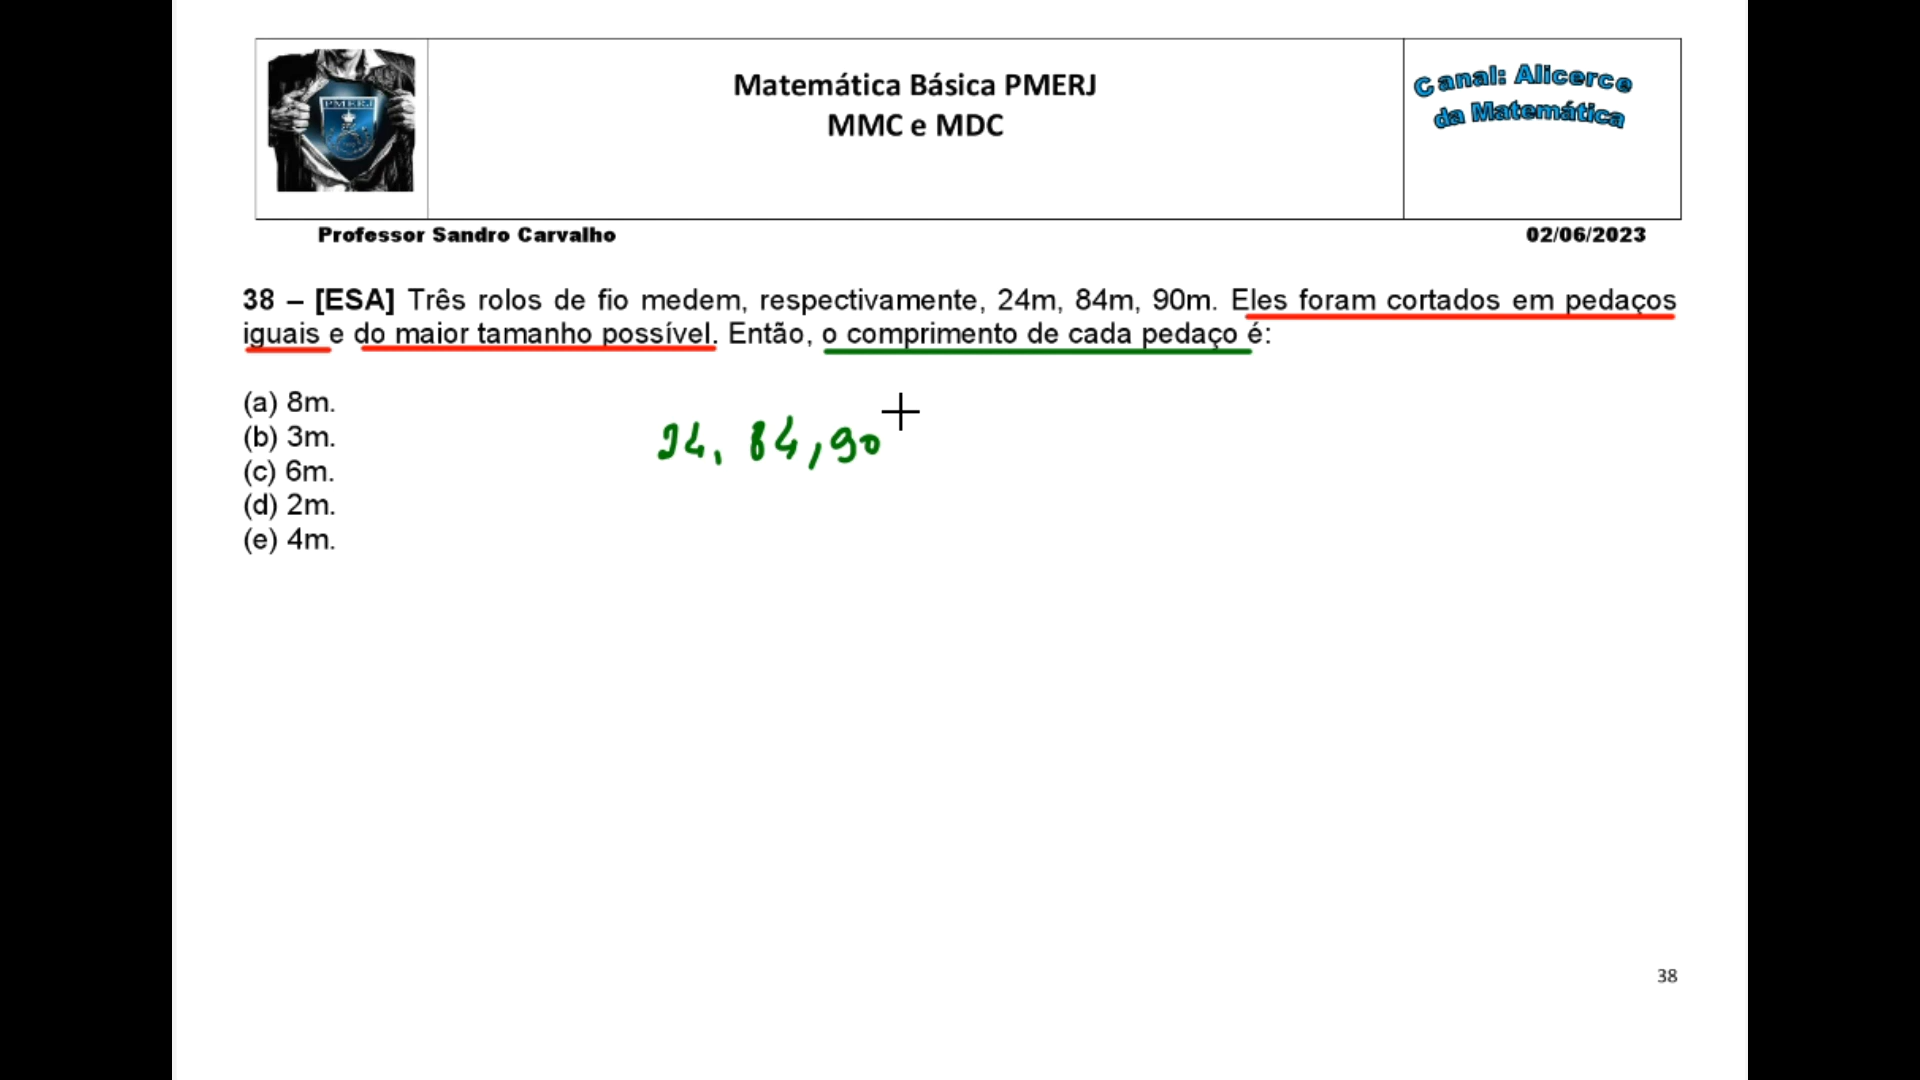 PMERJ
Matemática Básica PMERJ
MMC e MDC
Canal: Alicerce
da Matemática
Professor Sandro Carvalho
02/06/2023
38 – [ESA] Três rolos de fio medem, respectivamente, 24m, 84m, 90m. Eles foram cortados em pedaços
iguais e do maior tamanho possível. Então, o comprimento de cada pedaço é:
(a) 8m.
(b) 3m.
(c) 6m.
(d) 2m.
(e) 4m.
24, 84, 90
38